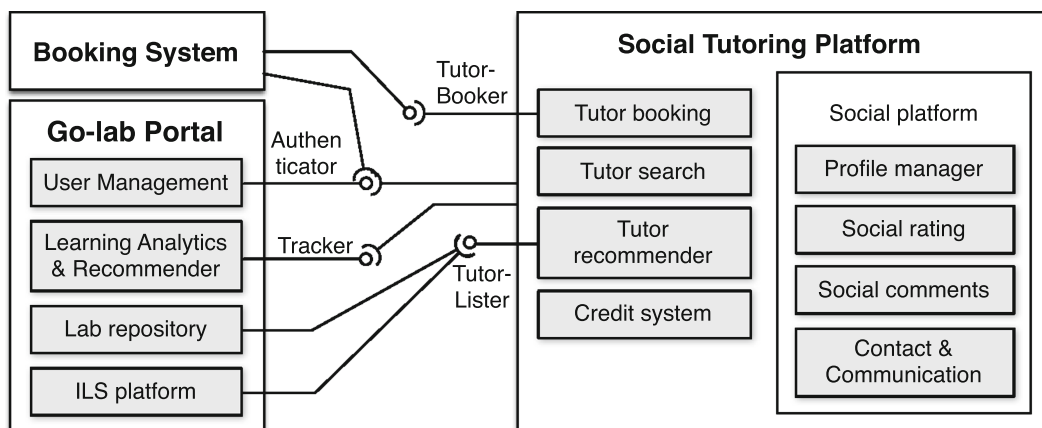 Booking System
Go-lab Portal
User Management
Learning Analytics
& Recommender
Lab repository
ILS platform
Tutor-
Booker
Authen
ticator
Tracker
Tutor-
Lister
Social Tutoring Platform
Tutor booking
Tutor search
Tutor
recommender
Credit system
Social platform
Profile manager
Social rating
Social comments
Contact &
Communication